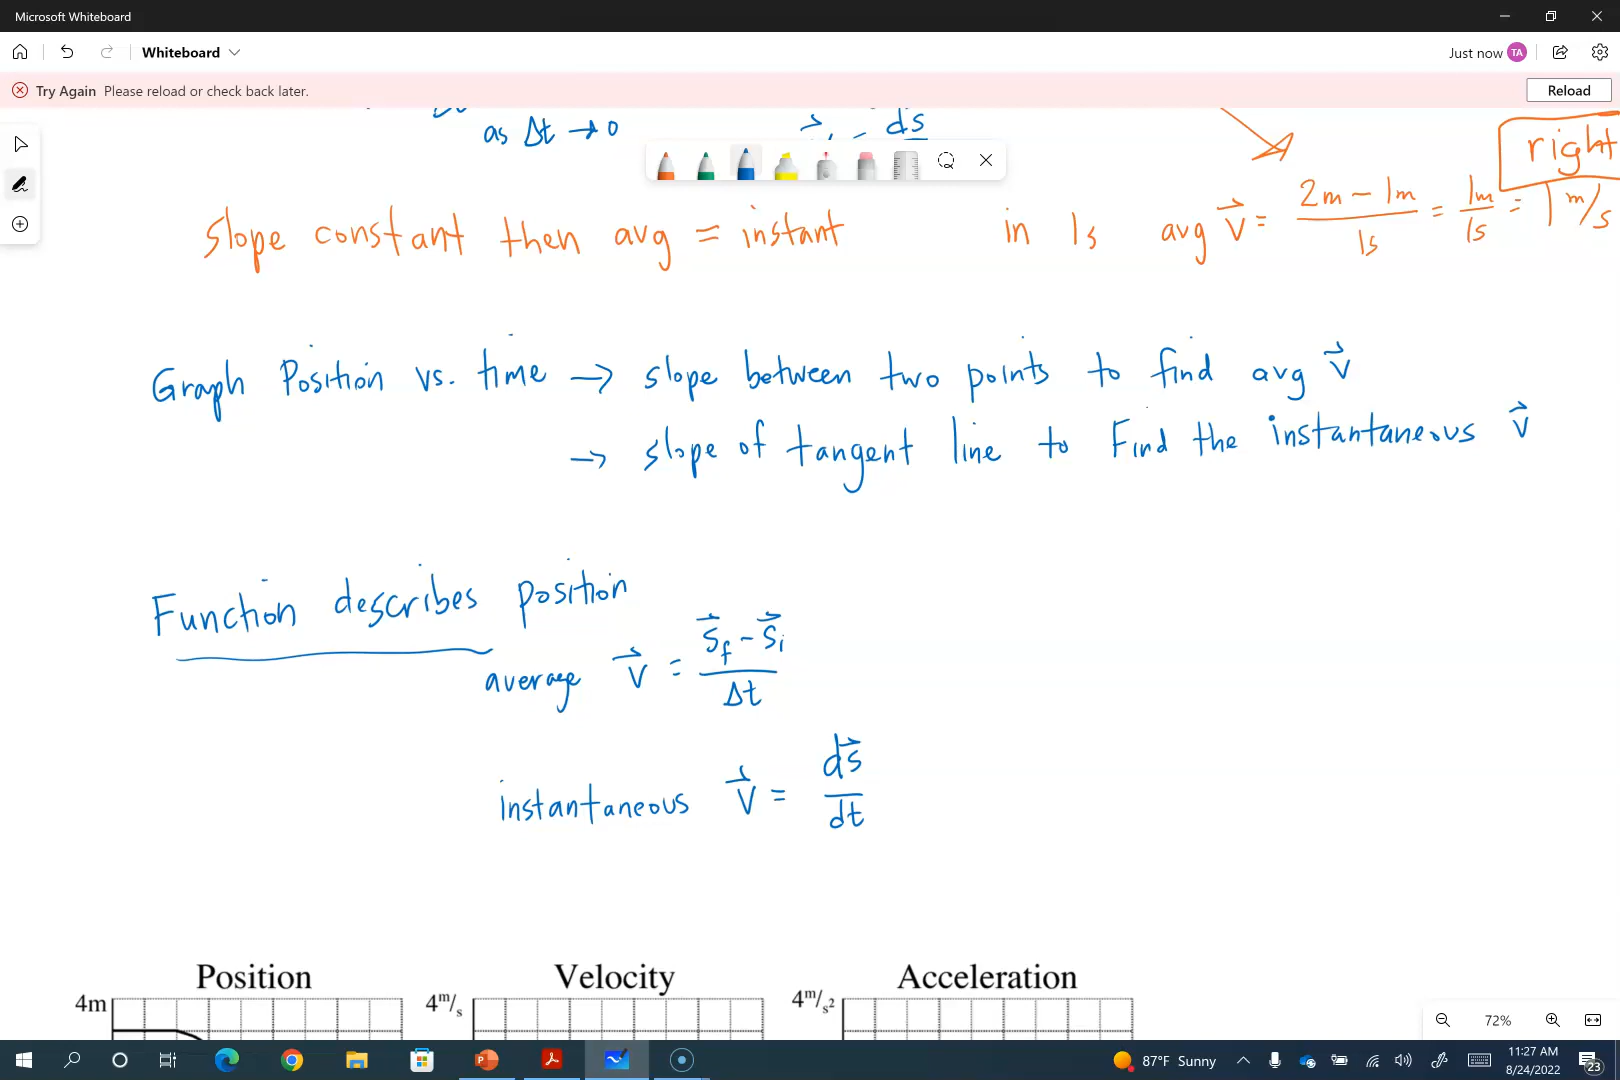 Microsoft Whiteboard
Whiteboard
Just now TA
Try Again Please reload or check back later.
Reload
as Δt → 0
ds
right
slope constant then avg = instant
in 1s avg v⃗ = (2m - 1m)/1s = 1m/1s = 1 m/s
Graph Position vs. time → slope between two points to find avg v⃗
→ slope of tangent line to Find the instantaneous v⃗
Function describes position
average v⃗ = (s⃗f - s⃗i)/Δt
instantaneous v⃗ = ds⃗/dt
Position Velocity Acceleration
4m 4m/s 4m/s²
72%
87°F Sunny
11:27 AM
8/24/2022
23